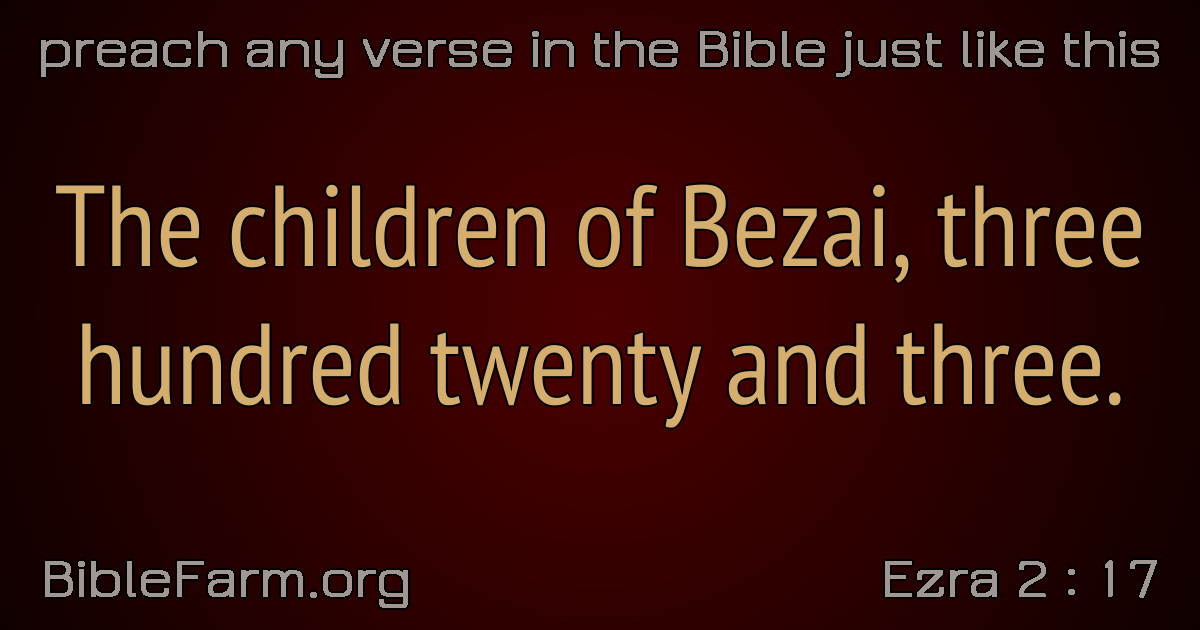 preach any verse in the Bible just like this
The children of Bezai, three
hundred twenty and three.
BibleFarm.org
Ezra 2 : 17